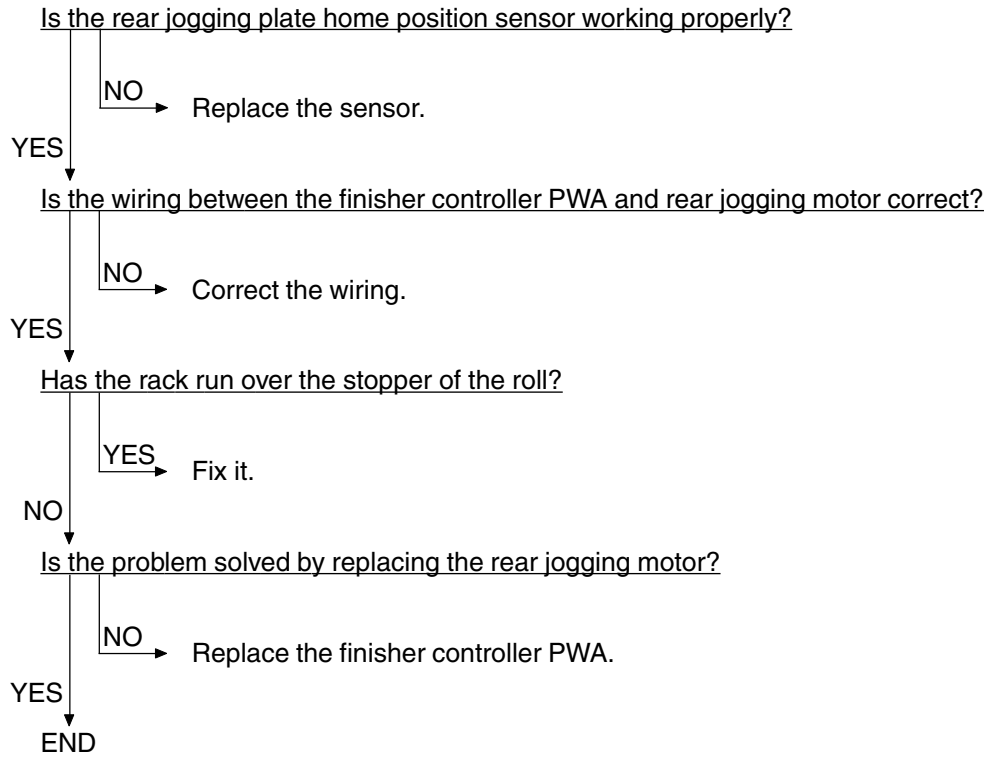 Is the rear jogging plate home position sensor working properly?
NO
Replace the sensor.
YES
Is the wiring between the finisher controller PWA and rear jogging motor correct?
NO
Correct the wiring.
YES
Has the rack run over the stopper of the roll?
YES
Fix it.
NO
Is the problem solved by replacing the rear jogging motor?
NO
Replace the finisher controller PWA.
YES
END